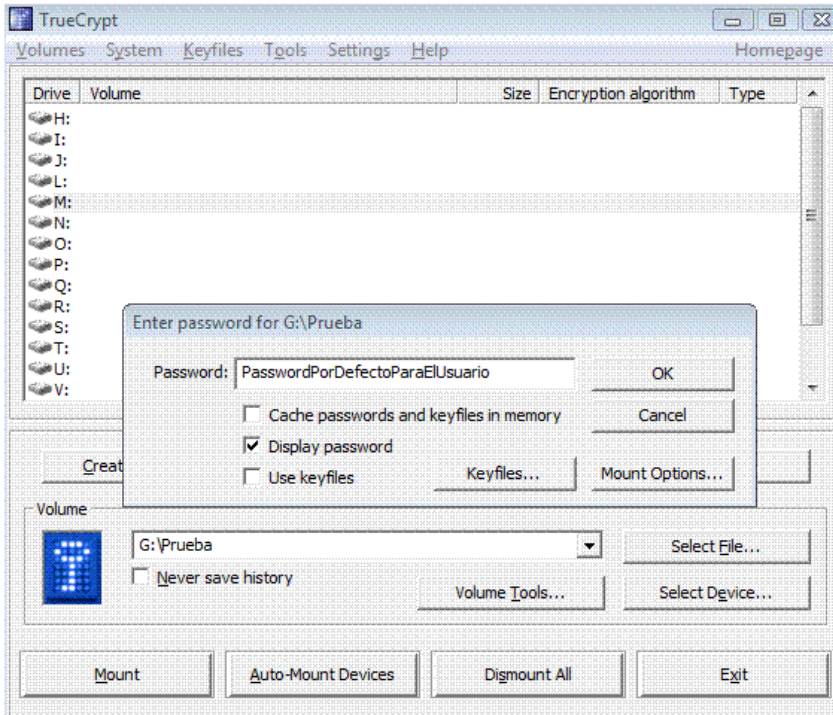 TrueCrypt
Volumes System Keyfiles Tools Settings Help Homepage
Drive Volume Size Encryption algorithm Type
H:
I:
J:
L:
M:
N:
O:
P:
Q:
R:
S:
T:
U:
V:
Enter password for G:\Prueba
Password: PasswordPorDefectoParaElUsuario OK
Cache passwords and keyfiles in memory Cancel
Display password
Use keyfiles Keyfiles... Mount Options...
Creat
Volume
G:\Prueba Select File...
Never save history
Volume Tools... Select Device...
Mount Auto-Mount Devices Dismount All Exit